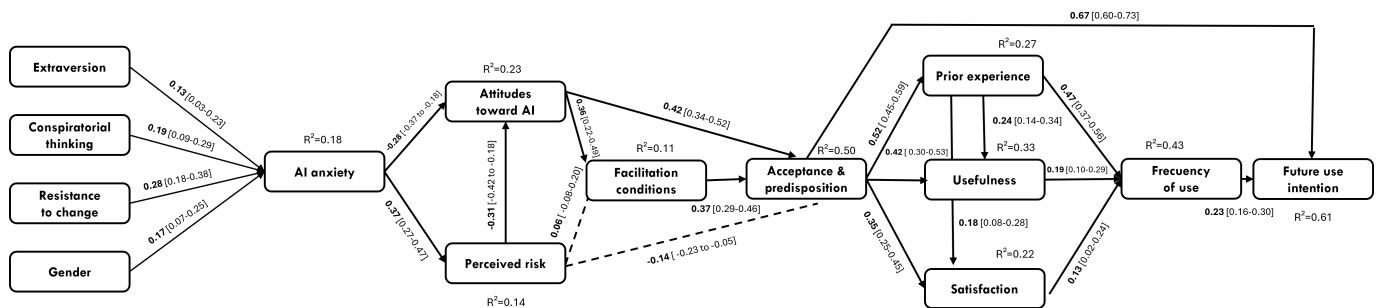 Extraversion
Conspiratorial
thinking
Resistance
to change
Gender
0.13 [0.03-0.23]
0.19 [0.09-0.29]
0.28 [0.18-0.38]
0.17 [0.07-0.25]
R²=0.18
AI anxiety
-0.28 [-0.37 to -0.18]
0.37 [0.27-0.47]
R²=0.23
Attitudes
toward AI
-0.31 [-0.42 to -0.18]
Perceived risk
R²=0.14
0.36 [0.22-0.49]
0.06 [-0.08-0.20]
0.42 [0.34-0.52]
R²=0.11
Facilitation
conditions
0.37 [0.29-0.46]
-0.14 [ -0.23 to -0.05]
R²=0.50
Acceptance &
predisposition
0.67 [0.60-0.73]
0.52 [0.45-0.59]
0.42 [0.30-0.53]
0.35 [0.25-0.45]
R²=0.27
Prior experience
0.24 [0.14-0.34]
R²=0.33
Usefulness
0.18 [0.08-0.28]
R²=0.22
Satisfaction
0.47 [0.37-0.56]
0.19 [0.10-0.29]
0.13 [0.02-0.24]
R²=0.43
Frecuency
of use
0.23 [0.16-0.30]
Future use
intention
R²=0.61